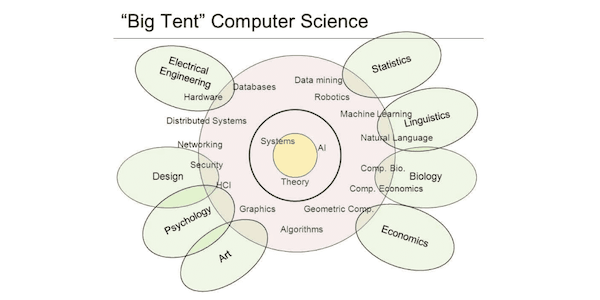 “Big Tent” Computer Science
Electrical
Engineering
Statistics
Databases
Data mining
Hardware
Robotics
Distributed Systems
Machine Learning
Linguistics
Networking
Systems
AI
Natural Language
Security
Comp. Bio.
Design
Biology
HCI
Theory
Comp. Economics
Psychology
Graphics
Geometric Comp.
Algorithms
Economics
Art